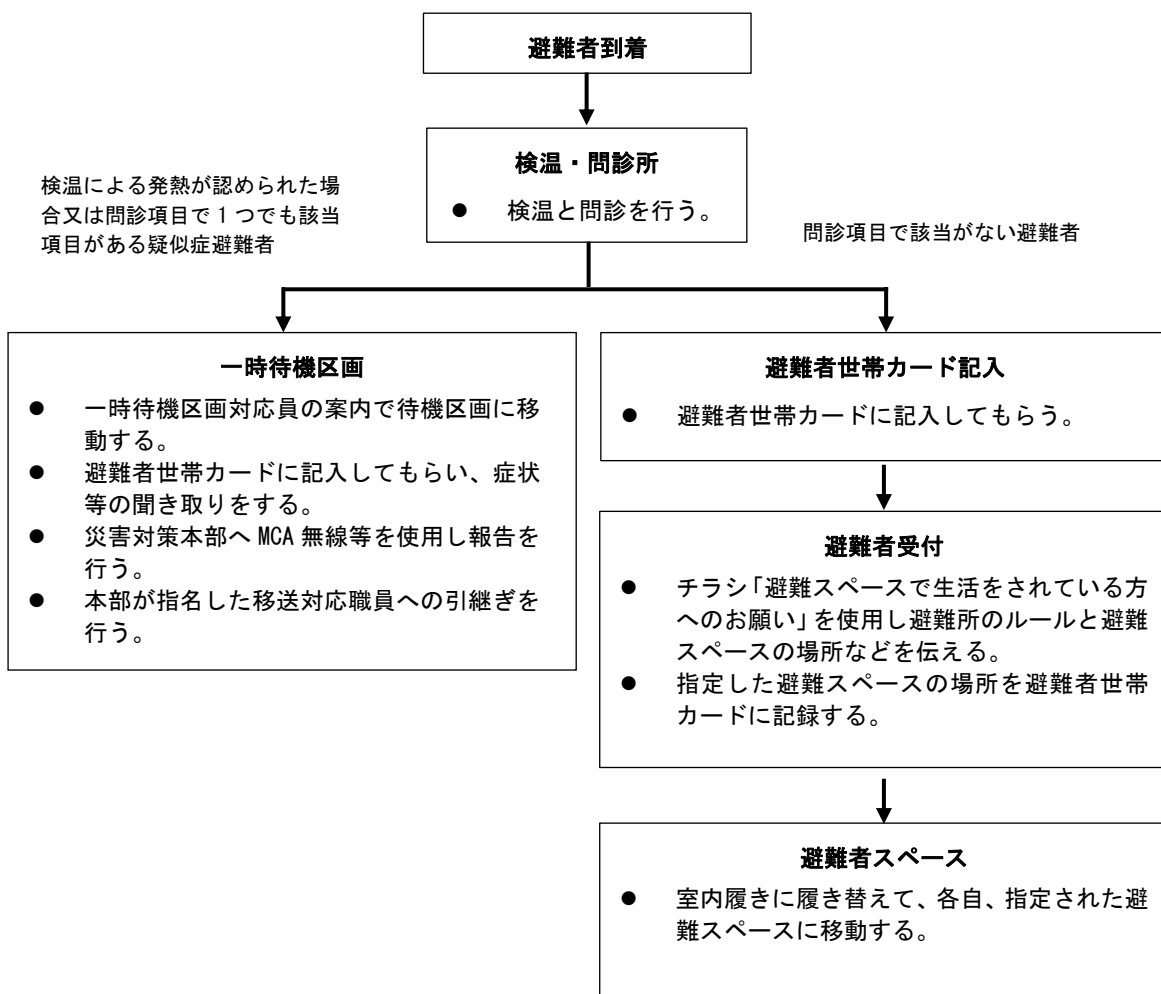 避難者到着
検温・問診所
● 検温と問診を行う。
検温による発熱が認められた場
合又は問診項目で1つでも該当
項目がある疑似症避難者
問診項目で該当がない避難者
一時待機区画
● 一時待機区画対応員の案内で待機区画に移
動する。
● 避難者世帯カードに記入してもらい、症状
等の聞き取りをする。
● 災害対策本部へ MCA 無線等を使用し報告を
行う。
● 本部が指名した移送対応職員への引継ぎを
行う。
避難者世帯カード記入
● 避難者世帯カードに記入してもらう。
避難者受付
● チラシ「避難スペースで生活をされている方
へのお願い」を使用し避難所のルールと避難
スペースの場所などを伝える。
● 指定した避難スペースの場所を避難者世帯
カードに記録する。
避難者スペース
● 室内履きに履き替えて、各自、指定された避
難スペースに移動する。